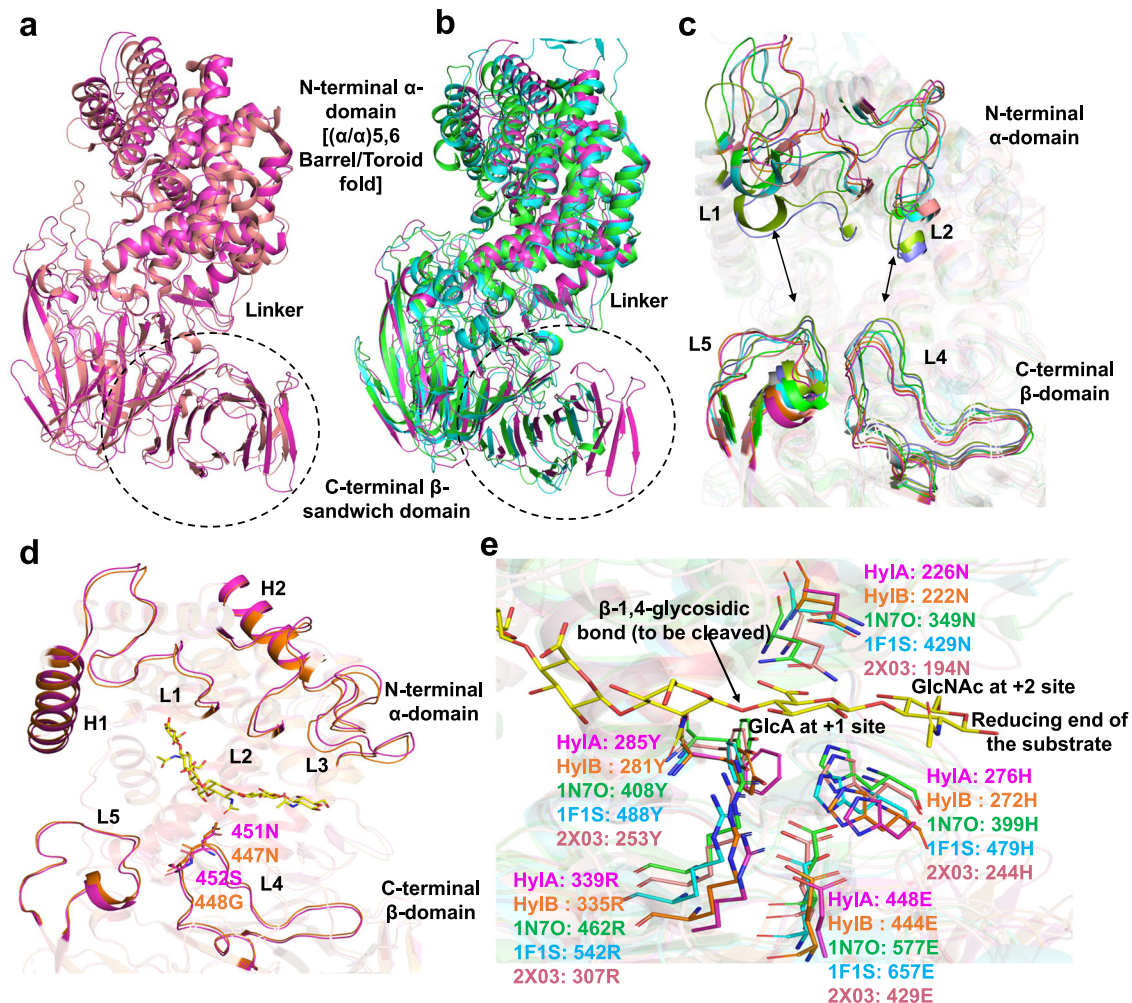 a
b
c
N-terminal α-
domain
[(α/α)5,6
Barrel/Toroid
fold]
Linker
Linker
C-terminal β-
sandwich domain
N-terminal
α-domain
L1
L2
L5
L4
C-terminal
β-domain
d
H2
H1
L1
N-terminal
α-domain
L2
L3
L5
451N
447N
452S
448G
L4
C-terminal
β-domain
e
HylA: 226N
HylB: 222N
1N7O: 349N
1F1S: 429N
2X03: 194N
β-1,4-glycosidic
bond (to be cleaved)
GlcNAc at +2 site
GlcA at +1 site
Reducing end of
the substrate
HylA: 285Y
HylB: 281Y
1N7O: 408Y
1F1S: 488Y
2X03: 253Y
HylA: 276H
HylB : 272H
1N7O: 399H
1F1S: 479H
2X03: 244H
HylA: 339R
HylB : 335R
1N7O: 462R
1F1S: 542R
2X03: 307R
HylA: 448E
HylB : 444E
1N7O: 577E
1F1S: 657E
2X03: 429E